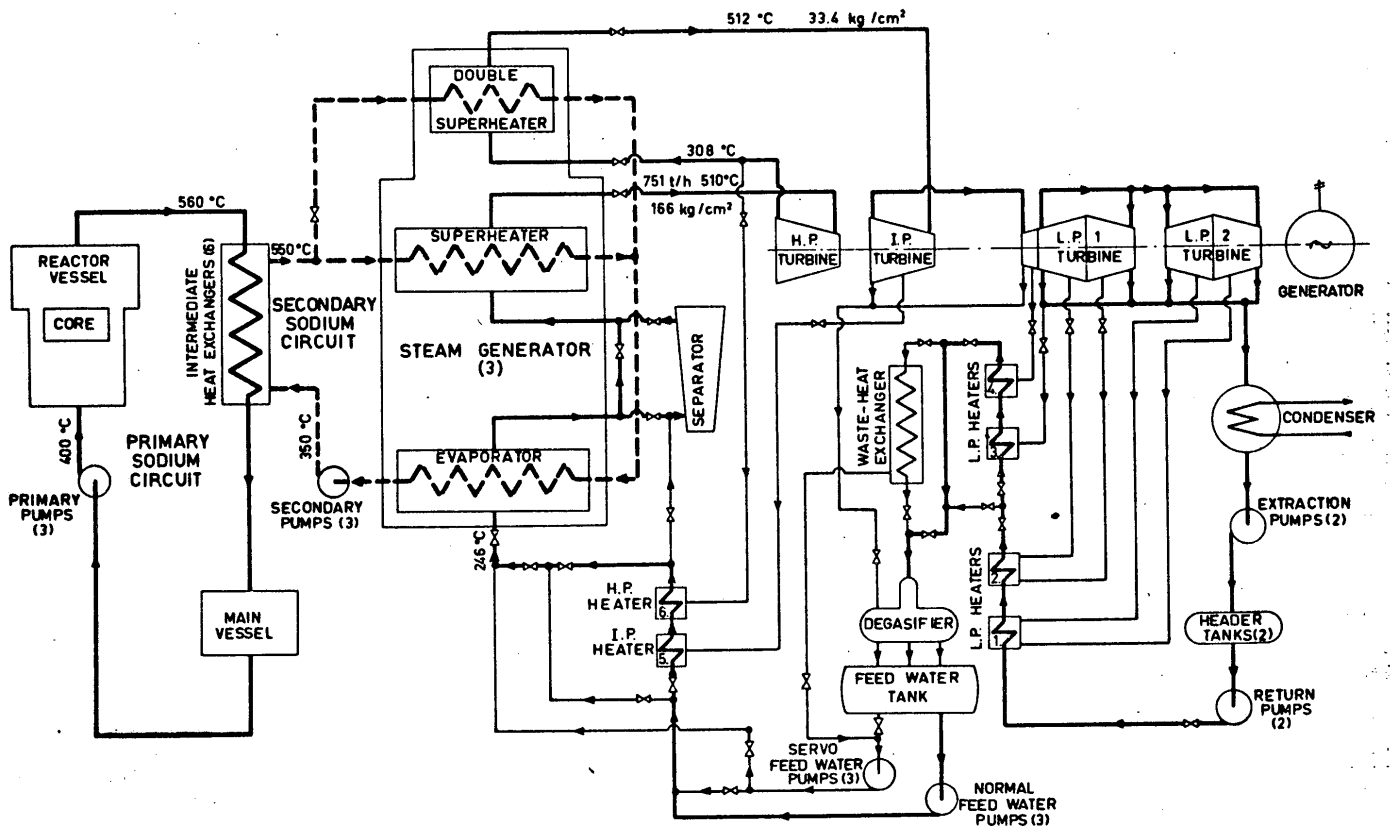 512 °C 33.4 kg/cm²
DOUBLE
SUPERHEATER
308 °C
751 t/h 510°C
166 kg/cm²
560 °C
REACTOR
VESSEL
CORE
INTERMEDIATE
HEAT EXCHANGERS (6)
550°C
SECONDARY
SODIUM
CIRCUIT
SUPERHEATER
STEAM GENERATOR
(3)
SEPARATOR
H.P.
TURBINE
I.P.
TURBINE
L.P. 1
TURBINE
L.P. 2
TURBINE
GENERATOR
400 °C
PRIMARY
SODIUM
CIRCUIT
350 °C
EVAPORATOR
PRIMARY
PUMPS
(3)
SECONDARY
PUMPS (3)
246 °C
WASTE-HEAT
EXCHANGER
L.P. HEATERS
4.
3.
CONDENSER
EXTRACTION
PUMPS (2)
MAIN
VESSEL
H.P.
HEATER
6.
I.P.
HEATER
5.
DEGASIFIER
FEED WATER
TANK
L.P. HEATERS
2.
1.
HEADER
TANKS(2)
RETURN
PUMPS
(2)
SERVO
FEED WATER
PUMPS (3)
NORMAL
FEED WATER
PUMPS (3)